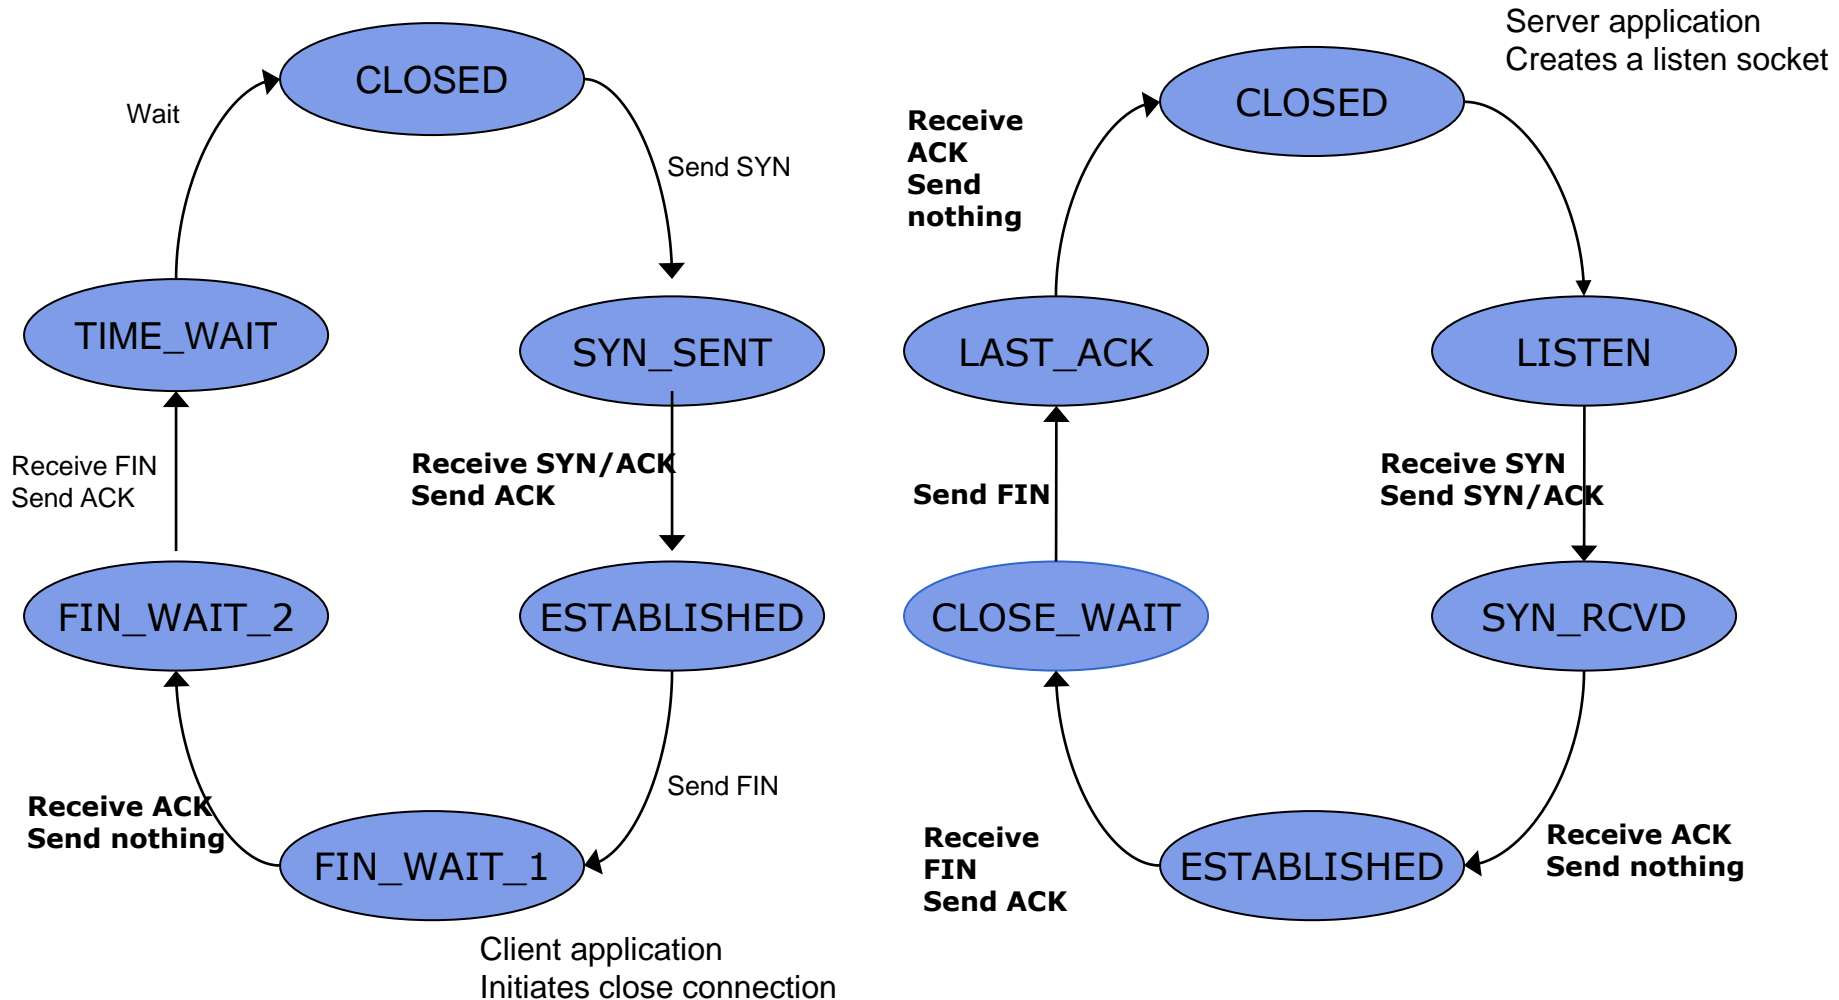 CLOSED
Wait
Send SYN
TIME_WAIT
SYN_SENT
Receive FIN
Send ACK
Receive SYN/ACK
Send ACK
FIN_WAIT_2
ESTABLISHED
Receive ACK
Send nothing
Send FIN
FIN_WAIT_1
Client application
Initiates close connection
Server application
Creates a listen socket
CLOSED
Receive
ACK
Send
nothing
LAST_ACK
LISTEN
Send FIN
Receive SYN
Send SYN/ACK
CLOSE_WAIT
SYN_RCVD
Receive
FIN
Send ACK
ESTABLISHED
Receive ACK
Send nothing